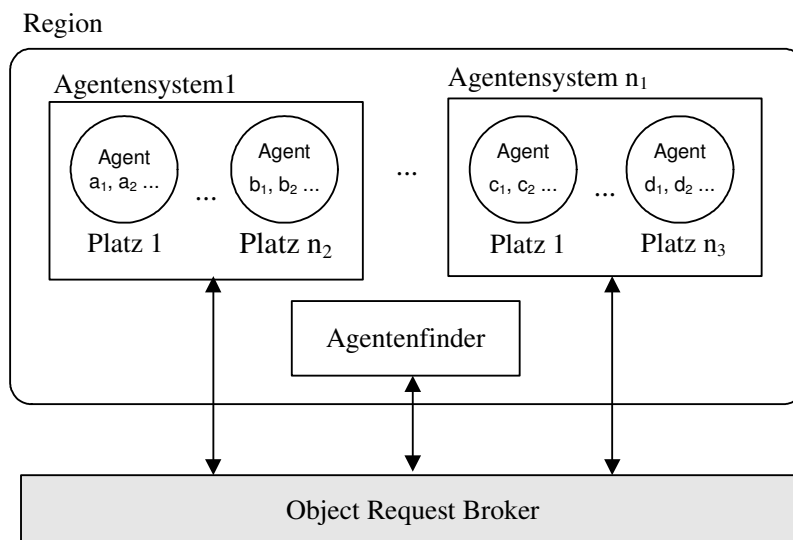 Region
Agentensystem1
Agentensystem n₁
Agent
a₁, a₂ ...
Agent
b₁, b₂ ...
Agent
c₁, c₂ ...
Agent
d₁, d₂ ...
...
...
...
Platz 1
Platz n₂
Platz 1
Platz n₃
Agentenfinder
Object Request Broker